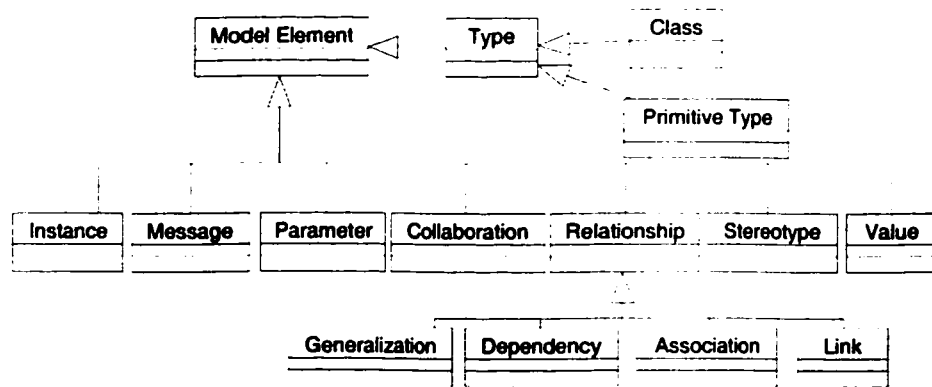 Model Element
Type
Class
Primitive Type
Instance
Message
Parameter
Collaboration
Relationship
Stereotype
Value
Generalization
Dependency
Association
Link